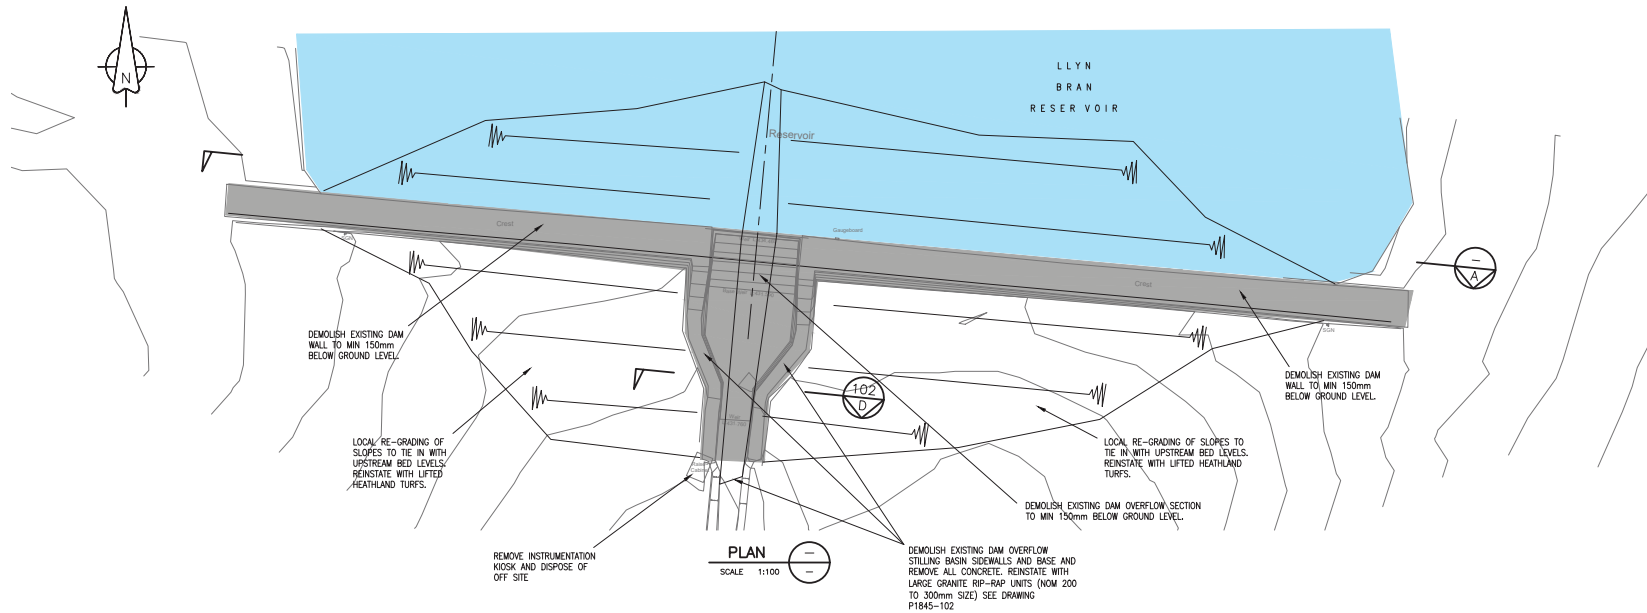 N
LLYN
BRAN
RESER VOIR
Reservoir
Crest
Gaugeboard
Crest
SGN
A
DEMOLISH EXISTING DAM
WALL TO MIN 150mm
BELOW GROUND LEVEL.
DEMOLISH EXISTING DAM
WALL TO MIN 150mm
BELOW GROUND LEVEL.
102
D
LOCAL RE-GRADING OF
SLOPES TO TIE IN WITH
UPSTREAM BED LEVELS.
REINSTATE WITH LIFTED
HEATHLAND TURFS.
LOCAL RE-GRADING OF SLOPES TO
TIE IN WITH UPSTREAM BED LEVELS.
REINSTATE WITH LIFTED HEATHLAND
TURFS.
DEMOLISH EXISTING DAM OVERFLOW SECTION
TO MIN 150mm BELOW GROUND LEVEL.
REMOVE INSTRUMENTATION
KIOSK AND DISPOSE OF
OFF SITE
PLAN
SCALE 1:100
DEMOLISH EXISTING DAM OVERFLOW
STILLING BASIN SIDEWALLS AND BASE AND
REMOVE ALL CONCRETE. REINSTATE WITH
LARGE GRANITE RIP-RAP UNITS (NOM 200
TO 300mm SIZE) SEE DRAWING
P1845-102